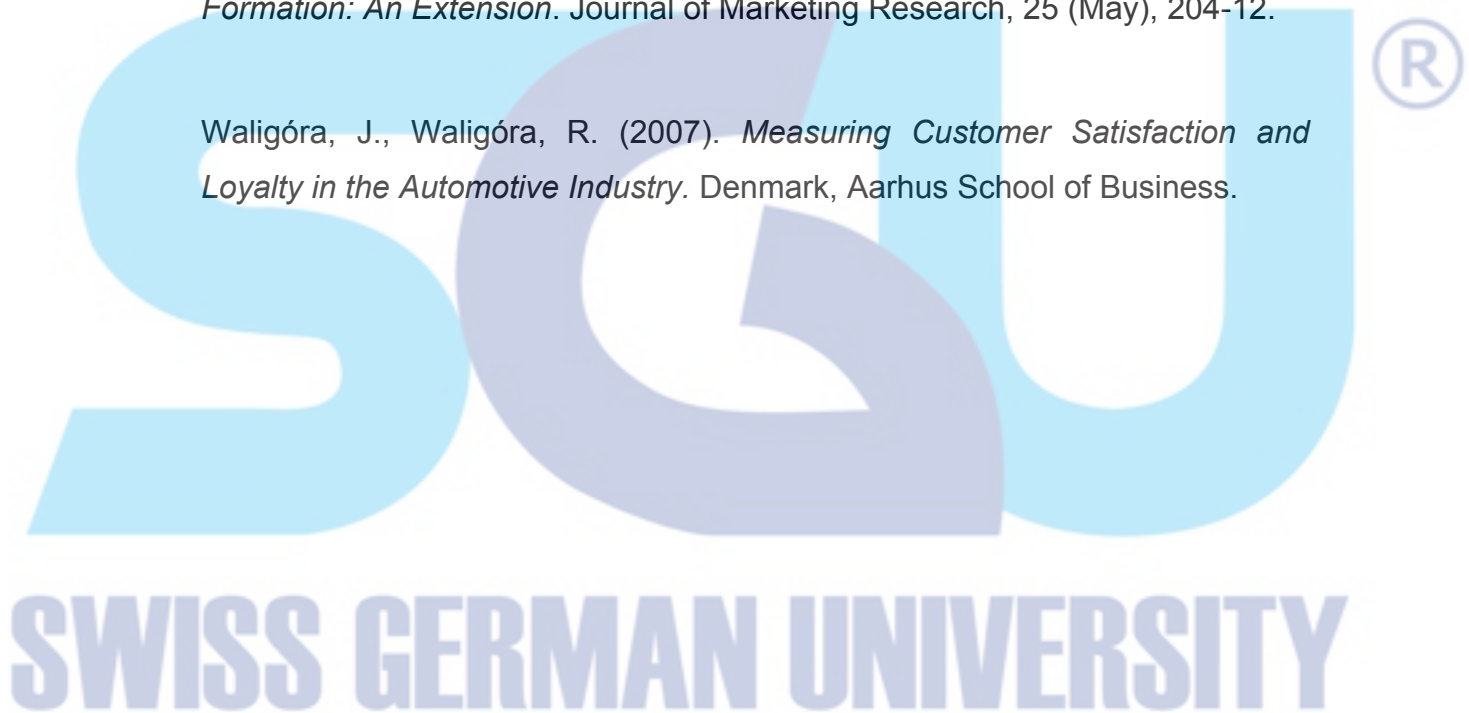 Formation: An Extension. Journal of Marketing Research, 25 (May), 204-12.
Waligóra, J., Waligóra, R. (2007). Measuring Customer Satisfaction and
Loyalty in the Automotive Industry. Denmark, Aarhus School of Business.
SGU ®
SWISS GERMAN UNIVERSITY